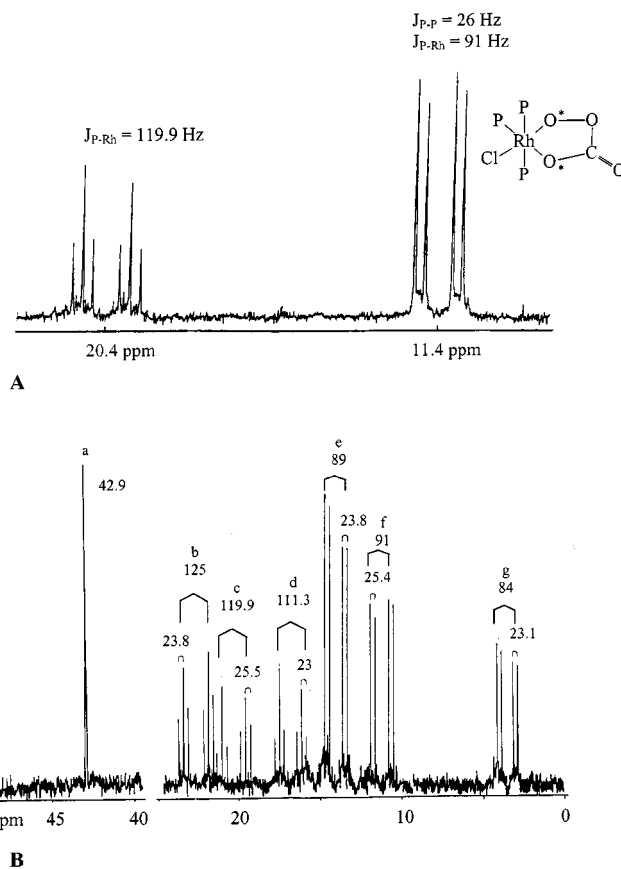 J_P-P = 26 Hz
J_P-Rh = 91 Hz
J_P-Rh = 119.9 Hz
P
P
O*
O
Cl
Rh
C
O*
O
P
20.4 ppm
11.4 ppm
A
a
42.9
b
125
23.8
c
119.9
25.5
d
111.3
23
e
89
23.8
f
91
25.4
g
84
23.1
pm
45
40
20
10
0
B